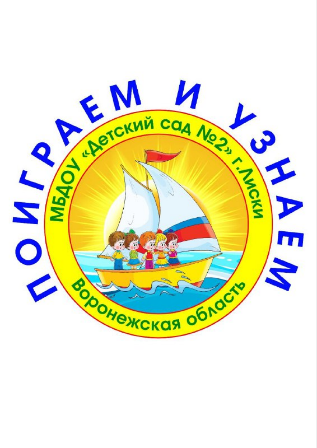 ПОИГРАЕМ И УЗНАЕМ
МБДОУ «Детский сад №2» г.Лиски
Воронежская область